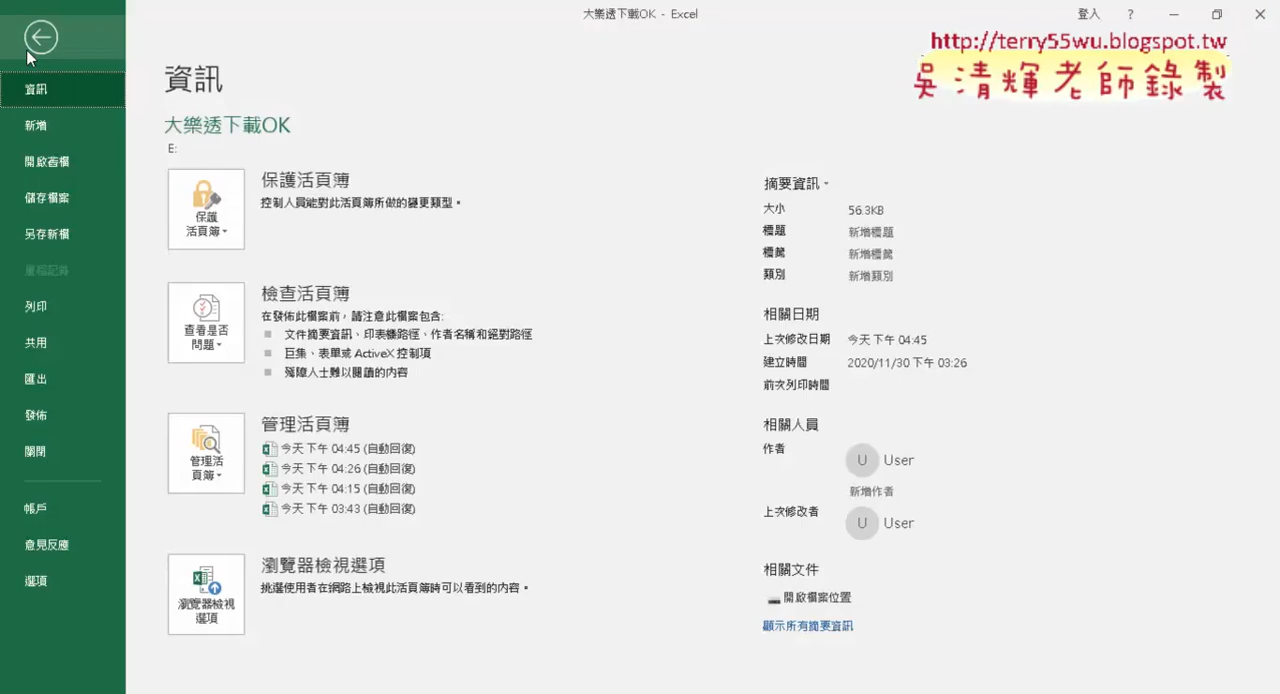 大樂透下載OK - Excel
登入 ?
http://terry55wu.blogspot.tw
吳清輝老師錄製
資訊
新增
開啟舊檔
儲存檔案
另存新檔
列印
共用
匯出
發佈
關閉
帳戶
意見反應
選項
資訊
大樂透下載OK
E:
保護
活頁簿
保護活頁簿
控制人員能對此活頁簿所做的變更類型。
查看是否
問題
檢查活頁簿
在發佈此檔案前，請注意此檔案包含:
文件摘要資訊、印表機路徑、作者名稱和絕對路徑
巨集、表單或 ActiveX 控制項
殘障人士難以閱讀的內容
管理活
頁簿
管理活頁簿
今天 下午 04:45 (自動回復)
今天 下午 04:26 (自動回復)
今天 下午 04:15 (自動回復)
今天 下午 03:43 (自動回復)
瀏覽器檢視
選項
瀏覽器檢視選項
挑選使用者在網路上檢視此活頁簿時可以看到的內容。
摘要資訊
大小 56.3KB
標題 新增標題
標籤 新增標籤
類別 新增類別
相關日期
上次修改日期 今天 下午 04:45
建立時間 2020/11/30 下午 03:26
前次列印時間
相關人員
作者
U User
新增作者
上次修改者
U User
相關文件
開啟檔案位置
顯示所有摘要資訊